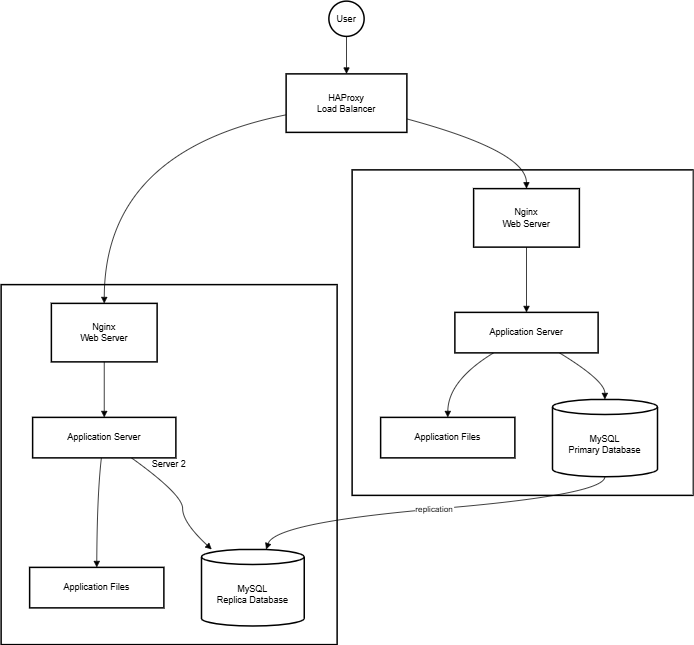 User
HAProxy
Load Balancer
Nginx
Web Server
Application Server
Application Files
MySQL
Primary Database
replication
Nginx
Web Server
Application Server
Server 2
Application Files
MySQL
Replica Database